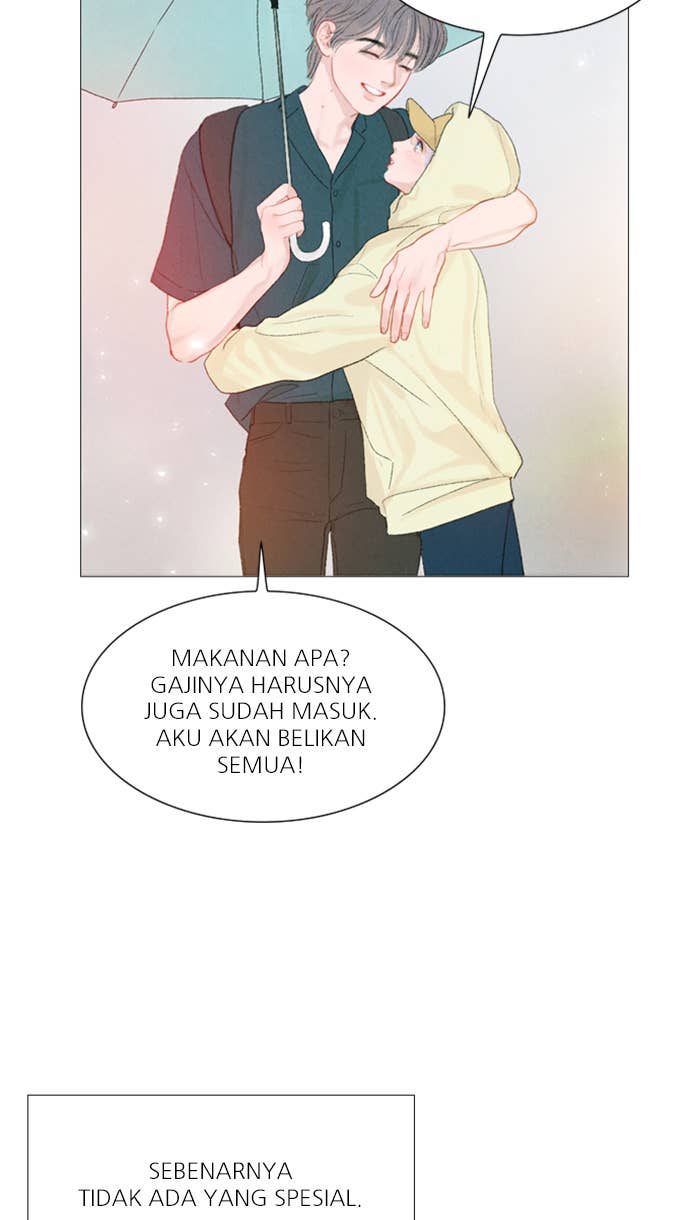 MAKANAN APA?
GAJINYA HARUSNYA
JUGA SUDAH MASUK.
AKU AKAN BELIKAN
SEMUA!
SEBENARNYA
TIDAK ADA YANG SPESIAL.